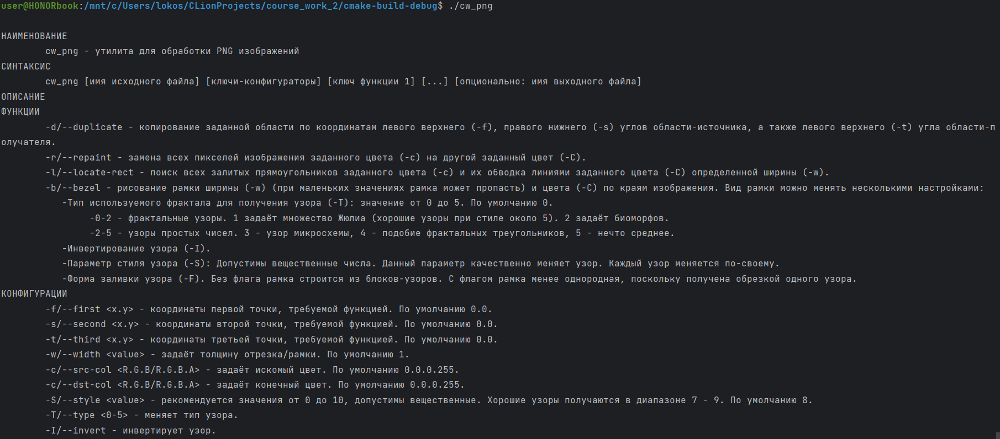 user@HONORbook:/mnt/c/Users/lokos/CLionProjects/course_work_2/cmake-build-debug$ ./cw_png
НАИМЕНОВАНИЕ
cw_png - утилита для обработки PNG изображений
СИНТАКСИС
cw_png [имя исходного файла] [ключи-конфигураторы] [ключ функции 1] [...] [опционально: имя выходного файла]
ОПИСАНИЕ
ФУНКЦИИ
-d/--duplicate - копирование заданной области по координатам левого верхнего (-f), правого нижнего (-s) углов области-источника, а также левого верхнего (-t) угла области-п
олучателя.
-r/--repaint - замена всех пикселей изображения заданного цвета (-c) на другой заданный цвет (-C).
-l/--locate-rect - поиск всех залитых прямоугольников заданного цвета (-c) и их обводка линиями заданного цвета (-C) определенной ширины (-w).
-b/--bezel - рисование рамки ширины (-w) (при маленьких значениях рамка может пропасть) и цвета (-C) по краям изображения. Вид рамки можно менять несколькими настройками:
-Тип используемого фрактала для получения узора (-T): значение от 0 до 5. По умолчанию 0.
-0-2 - фрактальные узоры. 1 задаёт множество Жюлиа (хорошие узоры при стиле около 5). 2 задаёт биоморфов.
-2-5 - узоры простых чисел. 3 - узор микросхемы, 4 - подобие фрактальных треугольников, 5 - нечто среднее.
-Инвертирование узора (-I).
-Параметр стиля узора (-S): Допустимы вещественные числа. Данный параметр качественно меняет узор. Каждый узор меняется по-своему.
-Форма заливки узора (-F). Без флага рамка строится из блоков-узоров. С флагом рамка менее однородная, поскольку получена обрезкой одного узора.
КОНФИГУРАЦИИ
-f/--first <x.y> - координаты первой точки, требуемой функцией. По умолчанию 0.0.
-s/--second <x.y> - координаты второй точки, требуемой функцией. По умолчанию 0.0.
-t/--third <x.y> - координаты третьей точки, требуемой функцией. По умолчанию 0.0.
-w/--width <value> - задаёт толщину отрезка/рамки. По умолчанию 1.
-c/--src-col <R.G.B/R.G.B.A> - задаёт искомый цвет. По умолчанию 0.0.0.255.
-c/--dst-col <R.G.B/R.G.B.A> - задаёт конечный цвет. По умолчанию 0.0.0.255.
-S/--style <value> - рекомендуется значения от 0 до 10, допустимы вещественные. Хорошие узоры получаются в диапазоне 7 - 9. По умолчанию 8.
-T/--type <0-5> - меняет тип узора.
-I/--invert - инвертирует узор.